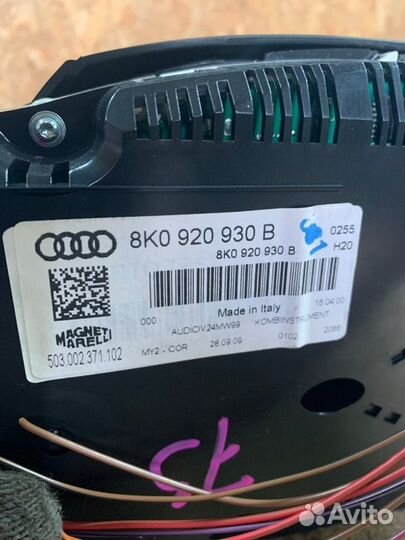 8K0 920 930 B
8K0 920 930 B
0255
H20
Made in Italy
16:04:00
000
AUDICIV24MW99
KOMBIINSTRUMENT
MAGNETI
MARELLI
503.002.371.102
MY2 - COR
28.09.09
0102
2086
Avito